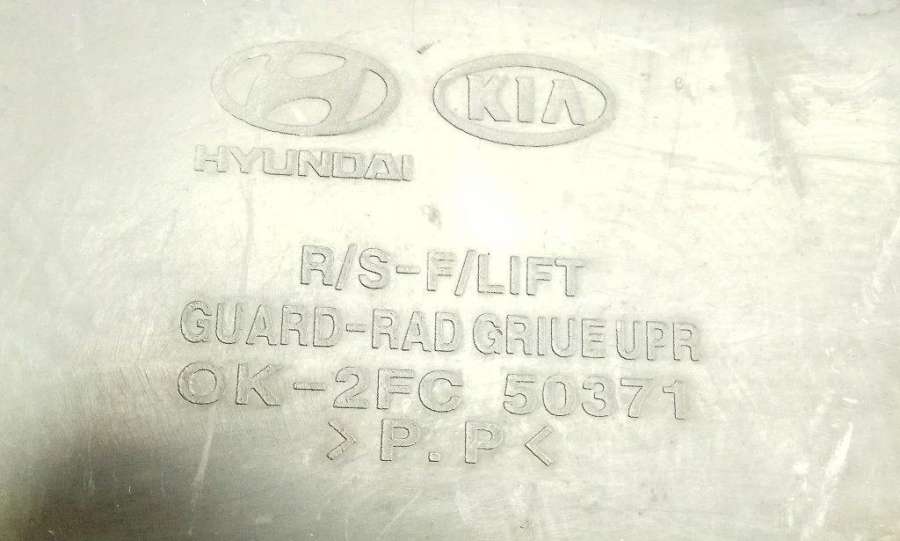 KIA
HYUNDAI
R/S-F/LIFT
GUARD-RAD GRIUE UPR
OK-2FC 50371
>P.P<